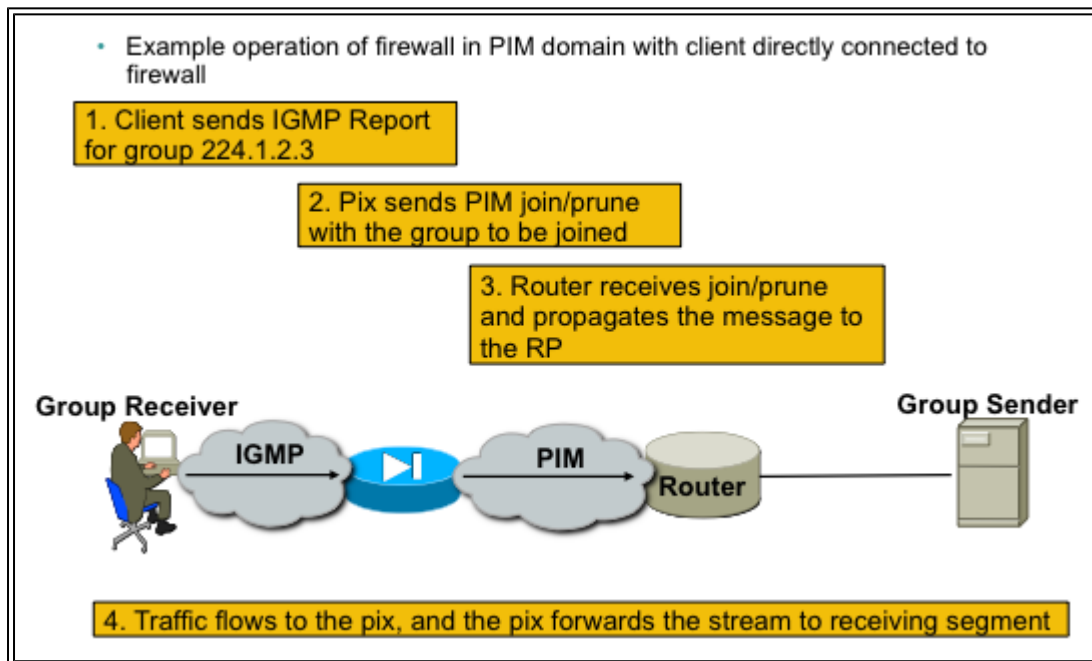 • Example operation of firewall in PIM domain with client directly connected to
firewall
1. Client sends IGMP Report
for group 224.1.2.3
2. Pix sends PIM join/prune
with the group to be joined
3. Router receives join/prune
and propagates the message to
the RP
Group Receiver
Group Sender
IGMP
PIM
Router
4. Traffic flows to the pix, and the pix forwards the stream to receiving segment